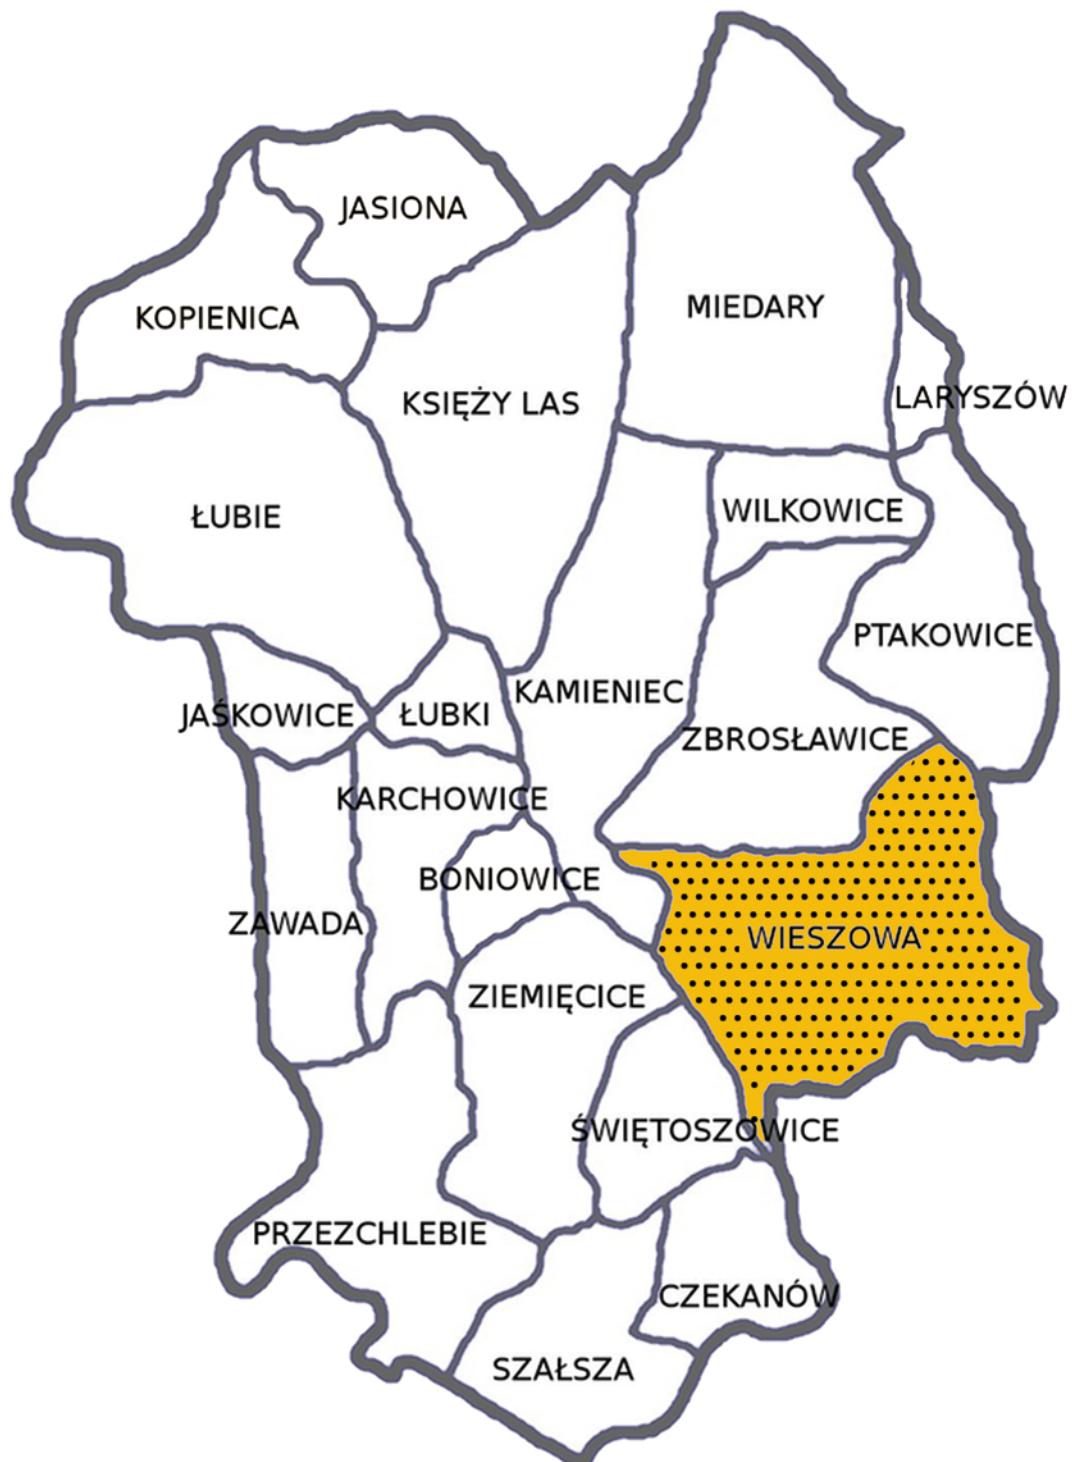 JASIONA
MIEDARY
KOPIENICA
LARYSZÓW
KSIĘŻY LAS
WILKOWICE
ŁUBIE
PTAKOWICE
KAMIENIEC
JAŚKOWICE
ŁUBKI
ZBROSŁAWICE
KARCHOWICE
BONIOWICE
ZAWADA
WIESZOWA
ZIEMIĘCICE
ŚWIĘTOSZOWICE
PRZEZCHLEBIE
CZEKANÓW
SZAŁSZA